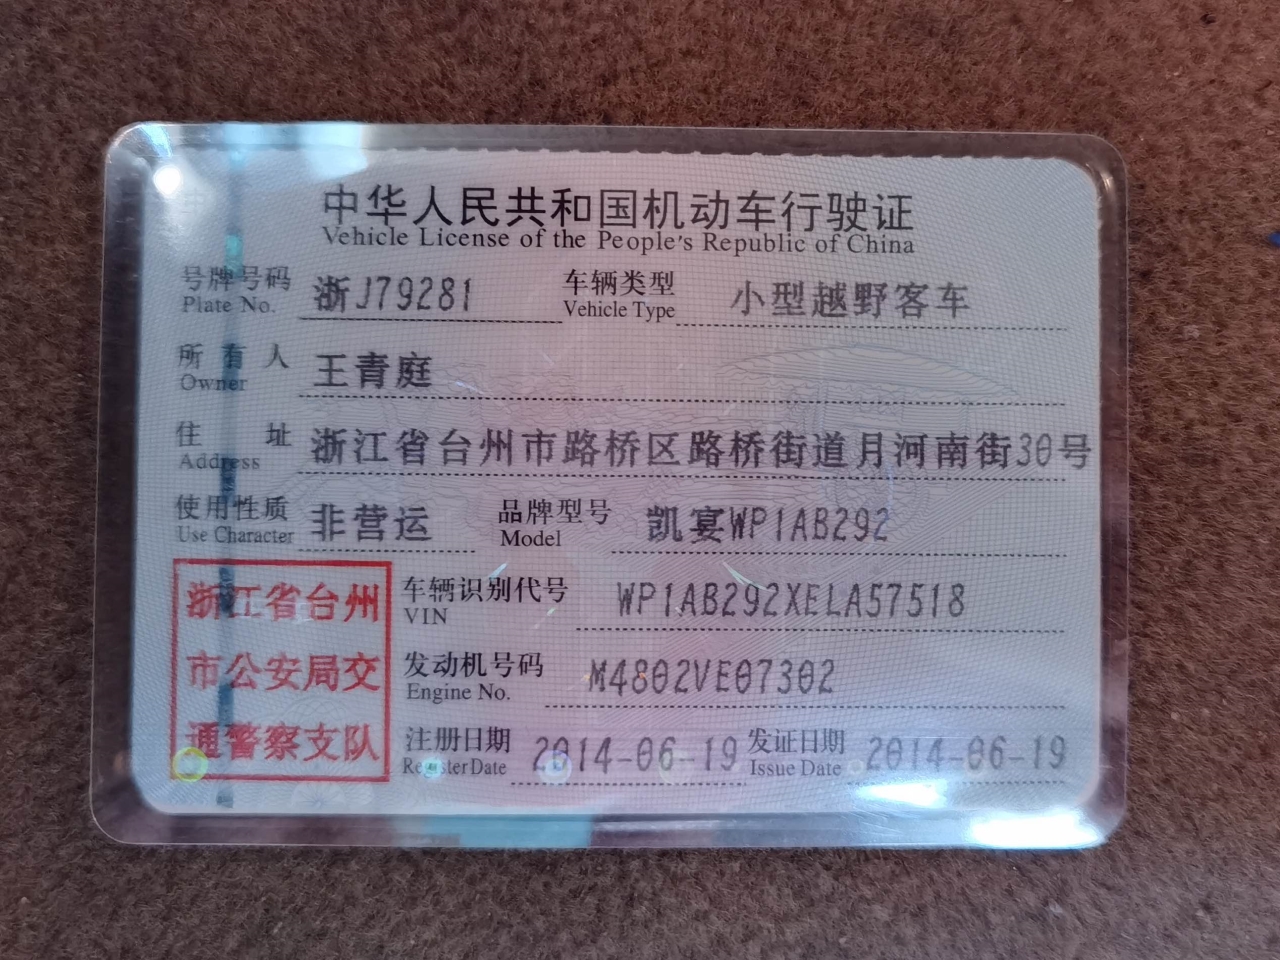 中华人民共和国机动车行驶证
Vehicle License of the People's Republic of China
号牌号码 浙J79281 车辆类型 小型越野客车
Plate No. Vehicle Type
所有人 王青庭
Owner
住址 浙江省台州市路桥区路桥街道月河南街30号
Address
使用性质 非营运 品牌型号 凯宴WP1AB292
Use Character Model
浙江省台州
市公安局交
通警察支队
车辆识别代号 WP1AB292XELA57518
VIN
发动机号码 M4802VE07302
Engine No.
注册日期 2014-06-19 发证日期 2014-06-19
Register Date Issue Date